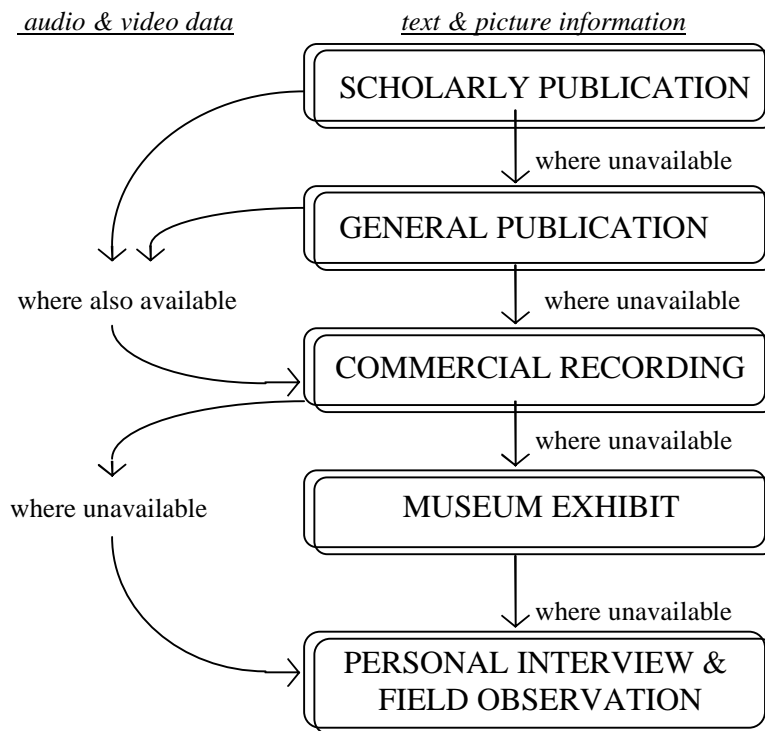 audio & video data
text & picture information
SCHOLARLY PUBLICATION
where unavailable
GENERAL PUBLICATION
where also available
where unavailable
COMMERCIAL RECORDING
where unavailable
where unavailable
MUSEUM EXHIBIT
where unavailable
PERSONAL INTERVIEW &
FIELD OBSERVATION